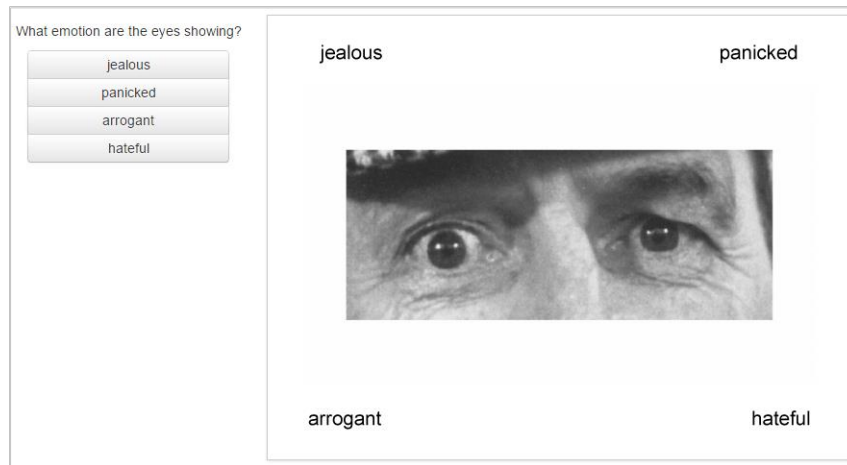 What emotion are the eyes showing?
jealous
panicked
arrogant
hateful
jealous panicked
arrogant hateful